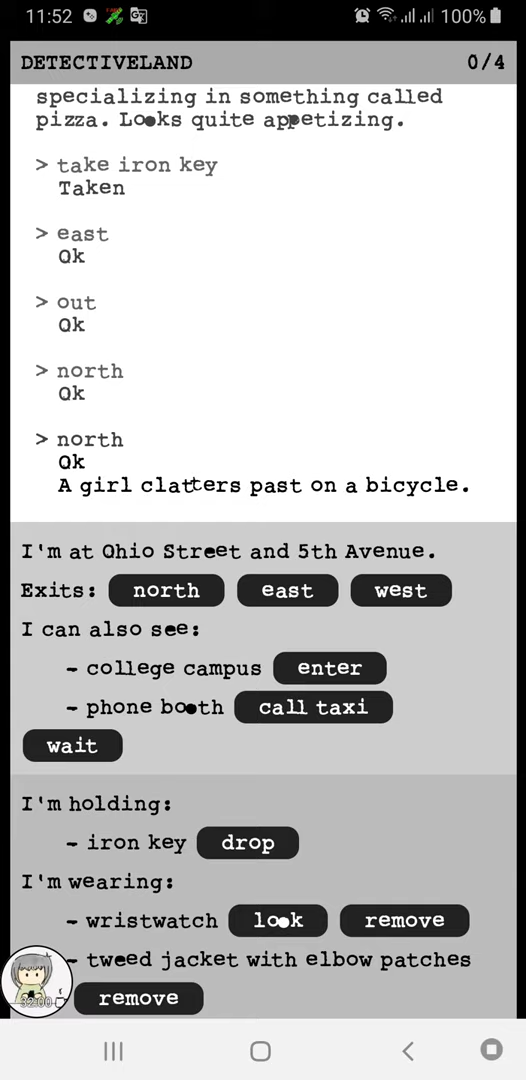 11:52 100%
DETECTIVELAND 0/4
specializing in something called
pizza. Looks quite appetizing.
> take iron key
Taken
> east
Ok
> out
Ok
> north
Ok
> north
Ok
A girl clatters past on a bicycle.
I'm at Ohio Street and 5th Avenue.
Exits: north east west
I can also see:
- college campus enter
- phone booth call taxi
wait
I'm holding:
- iron key drop
I'm wearing:
- wristwatch look remove
- tweed jacket with elbow patches
32:00 remove